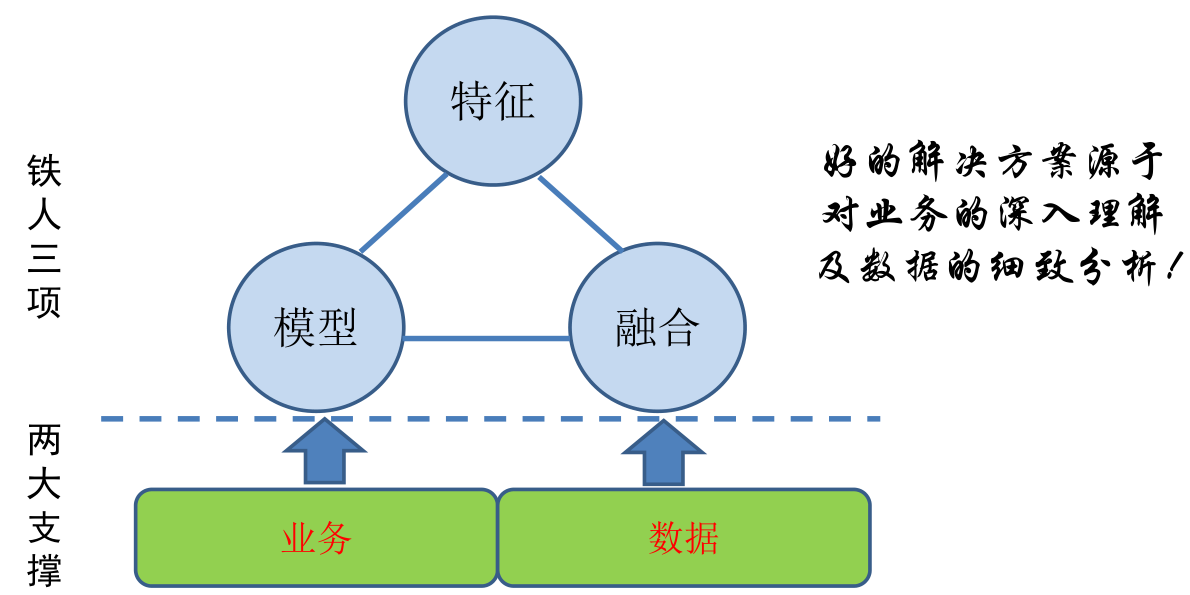 特征
铁人三项
模型
融合
好的解决方案源于
对业务的深入理解
及数据的细致分析！
两大支撑
业务
数据